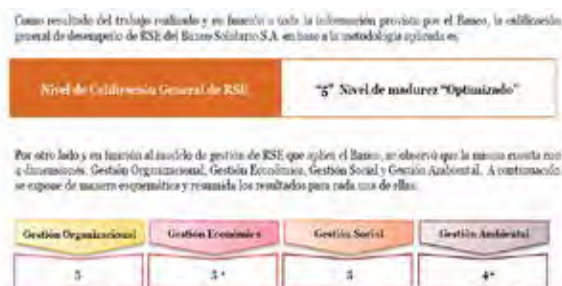 Como resultado del trabajo realizado y en función a toda la información provista por el Banco, la calificación
general de desempeño de RSE del Banco Solidario S.A. en base a la metodología aplicada es:
Nivel de Calificación General de RSE
"5" Nivel de madurez "Optimizado"
Por otro lado y en función al modelo de gestión de RSE que aplica el Banco, se observó que la misma cuenta con
4 dimensiones. Gestión Organizacional, Gestión Económica, Gestión Social y Gestión Ambiental. A continuación
se expone de manera esquemática y resumida los resultados para cada una de ellas:
Gestión Organizacional
Gestión Económica
Gestión Social
Gestión Ambiental
5
5
4+